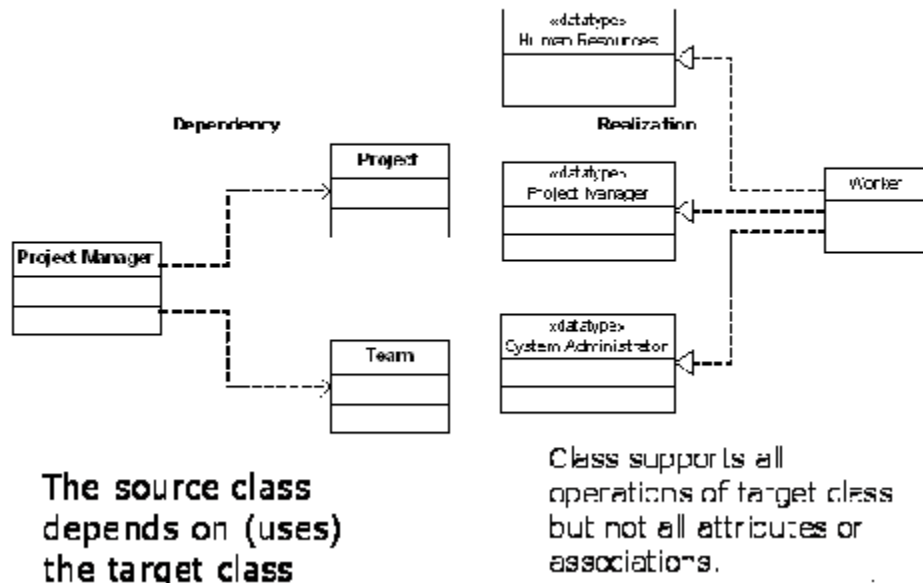 «datatype»
Human Resources
Dependency
Realization
Project
«datatype»
Project Manager
Worker
Project Manager
«datatype»
System Administrator
Team
The source class
depends on (uses)
the target class
Class supports all
operations of target class
but not all attributes or
associations.